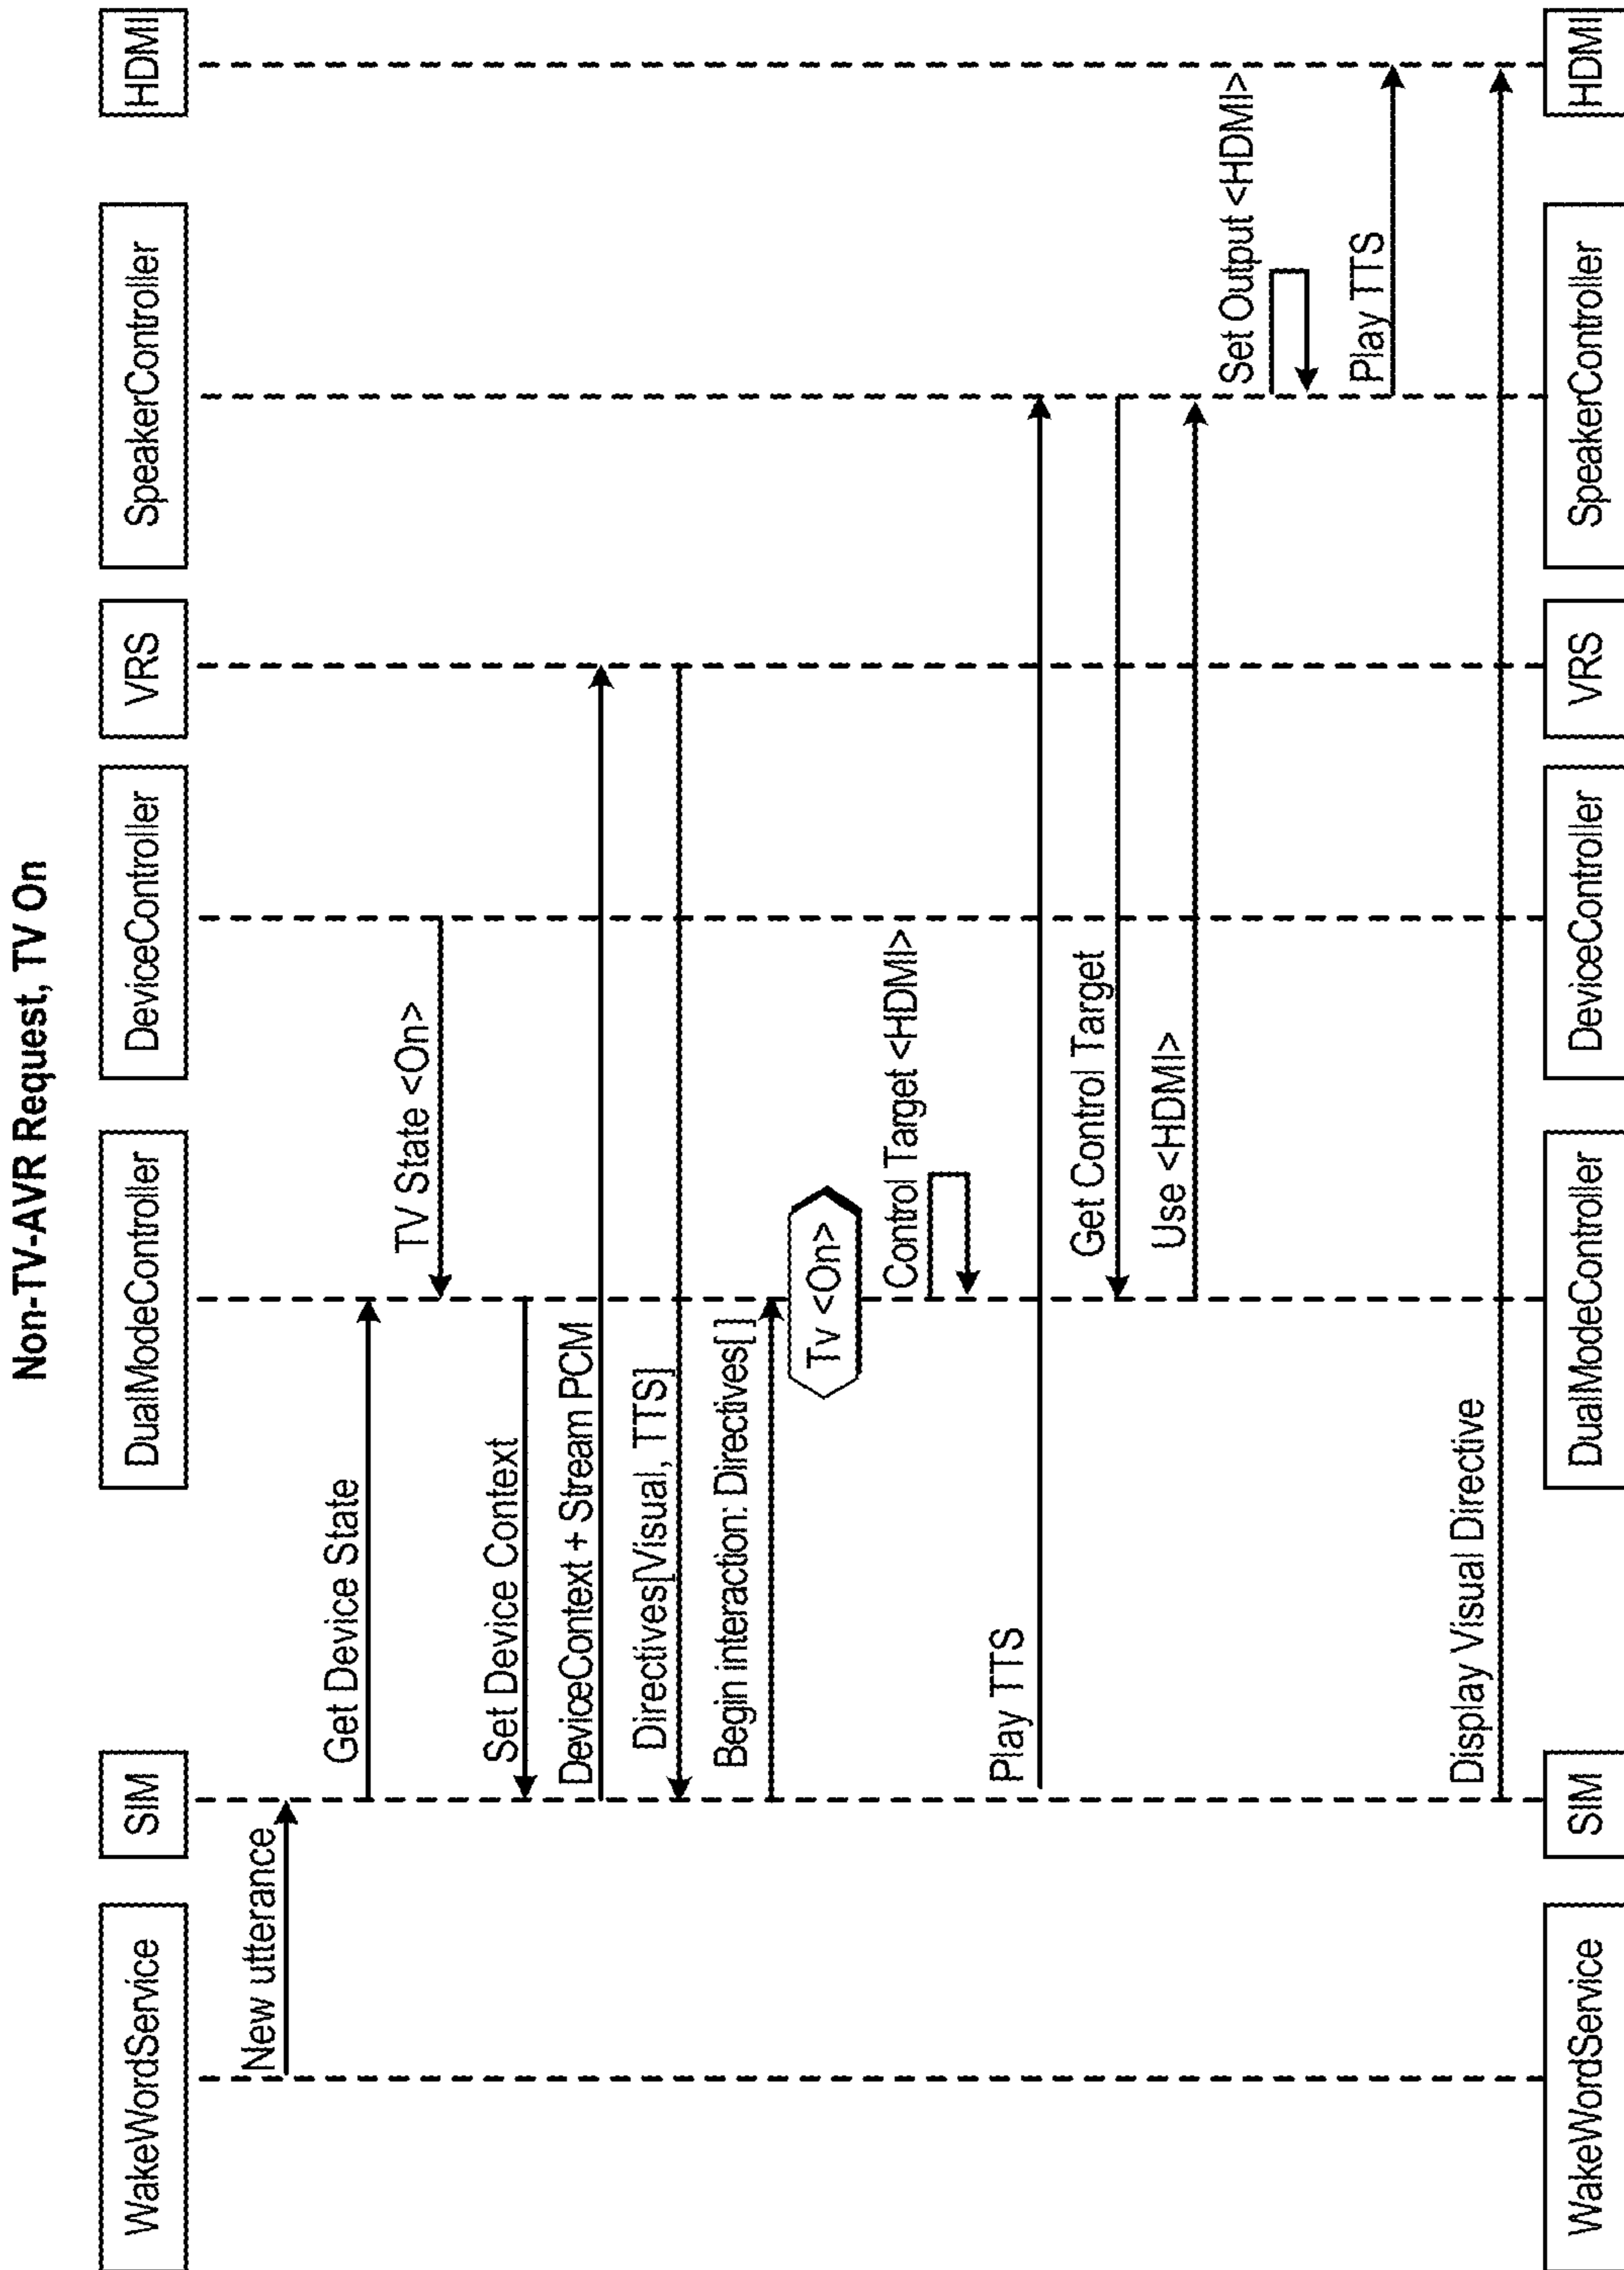 Non-TV-AVR Request, TV On
WakeWordService
SIM
DualModeController
DeviceController
VRS
SpeakerController
HDMI
New utterance
Get Device State
TV State <On>
Set Device Context
DeviceContext + Stream PCM
Directives[Visual, TTS]
Begin interaction: Directives[ ]
Tv <On>
Control Target <HDMI>
Play TTS
Get Control Target
Use <HDMI>
Set Output <HDMI>
Play TTS
Display Visual Directive
WakeWordService
SIM
DualModeController
DeviceController
VRS
SpeakerController
HDMI